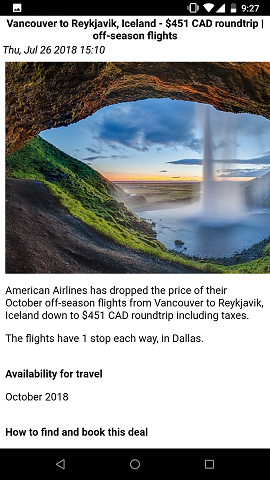 9:27
Vancouver to Reykjavik, Iceland - $451 CAD roundtrip |
off-season flights
Thu, Jul 26 2018 15:10
American Airlines has dropped the price of their
October off-season flights from Vancouver to Reykjavik,
Iceland down to $451 CAD roundtrip including taxes.
The flights have 1 stop each way, in Dallas.
Availability for travel
October 2018
How to find and book this deal